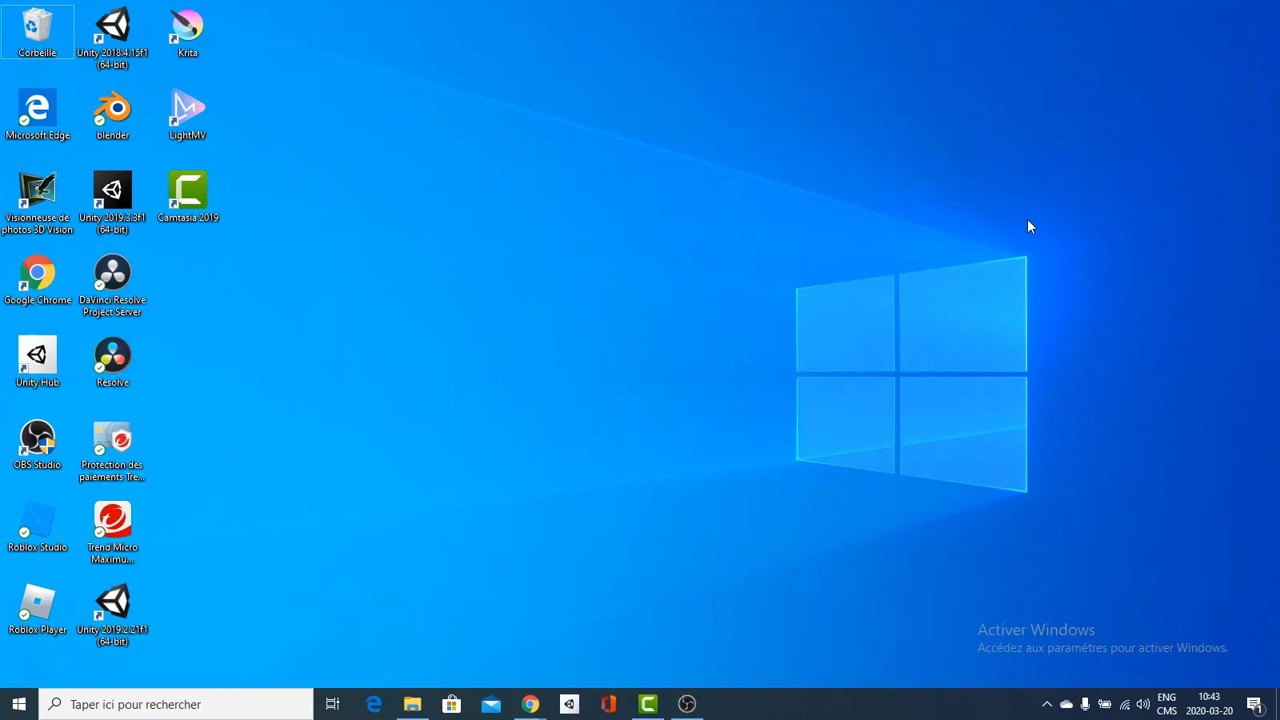 Corbeille
Unity 2018.4.15f1
(64-bit)
Krita
Microsoft Edge
blender
LightMV
Visionneuse de
photos 3D Vision
Unity 2019.3.3f1
(64-bit)
Camtasia 2019
Google Chrome
DaVinci Resolve
Project Server
Unity Hub
Resolve
OBS Studio
Protection des
paiements Tre...
Roblox Studio
Trend Micro
Maximu...
Roblox Player
Unity 2019.2.21f1
(64-bit)
Activer Windows
Accédez aux paramètres pour activer Windows.
Taper ici pour rechercher
ENG
CMS
10:43
2020-03-20
1